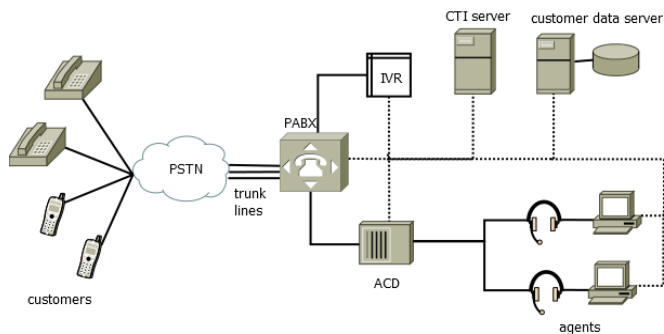 CTI server
customer data server
IVR
PABX
PSTN
trunk
lines
ACD
customers
agents